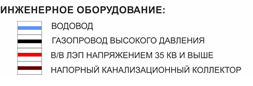 ИНЖЕНЕРНОЕ ОБОРУДОВАНИЕ:
ВОДОВОД
ГАЗОПРОВОД ВЫСОКОГО ДАВЛЕНИЯ
В/В ЛЭП НАПРЯЖЕНИЕМ 35 КВ И ВЫШЕ
НАПОРНЫЙ КАНАЛИЗАЦИОННЫЙ КОЛЛЕКТОР